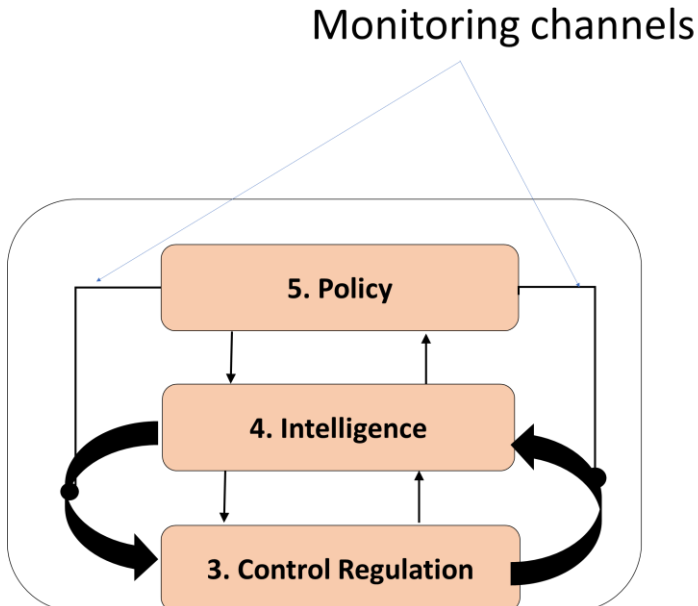 Monitoring channels
5. Policy
4. Intelligence
3. Control Regulation